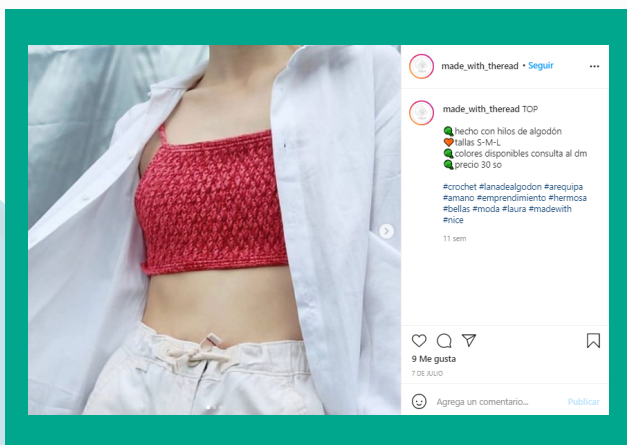 made_with_theread • Seguir
made_with_theread TOP
hecho con hilos de algodón
tallas S-M-L
colores disponibles consulta al dm
precio 30 so
#crochet #lanadealgodon #arequipa
#amano #emprendimiento #hermosa
#bellas #moda #laura #madewith
#nice
11 sem
9 Me gusta
7 DE JULIO
Agrega un comentario... Publicar